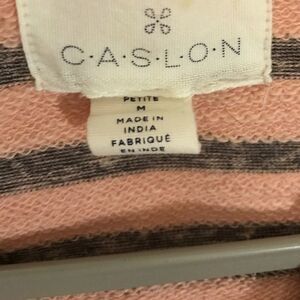 C·A·S·L·O·N
PETITE
M
MADE IN
INDIA
FABRIQUÉ
EN INDE